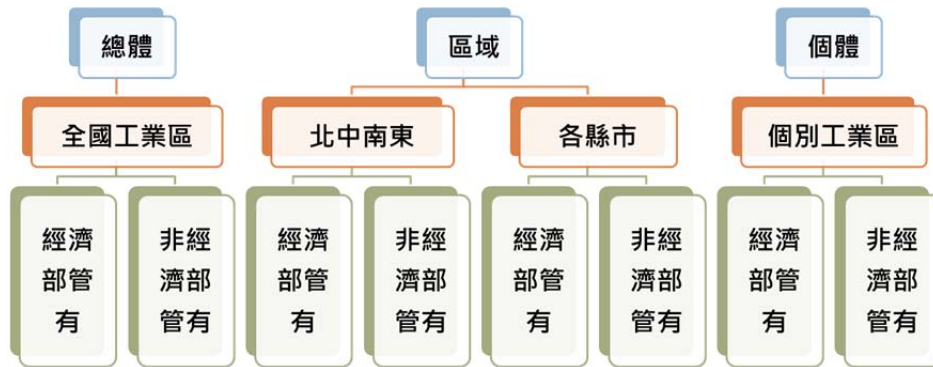 總體
區域
個體
全國工業區
北中南東
各縣市
個別工業區
經濟
部管
有
非經
濟部
管有
經濟
部管
有
非經
濟部
管有
經濟
部管
有
非經
濟部
管有
經濟
部管
有
非經
濟部
管有